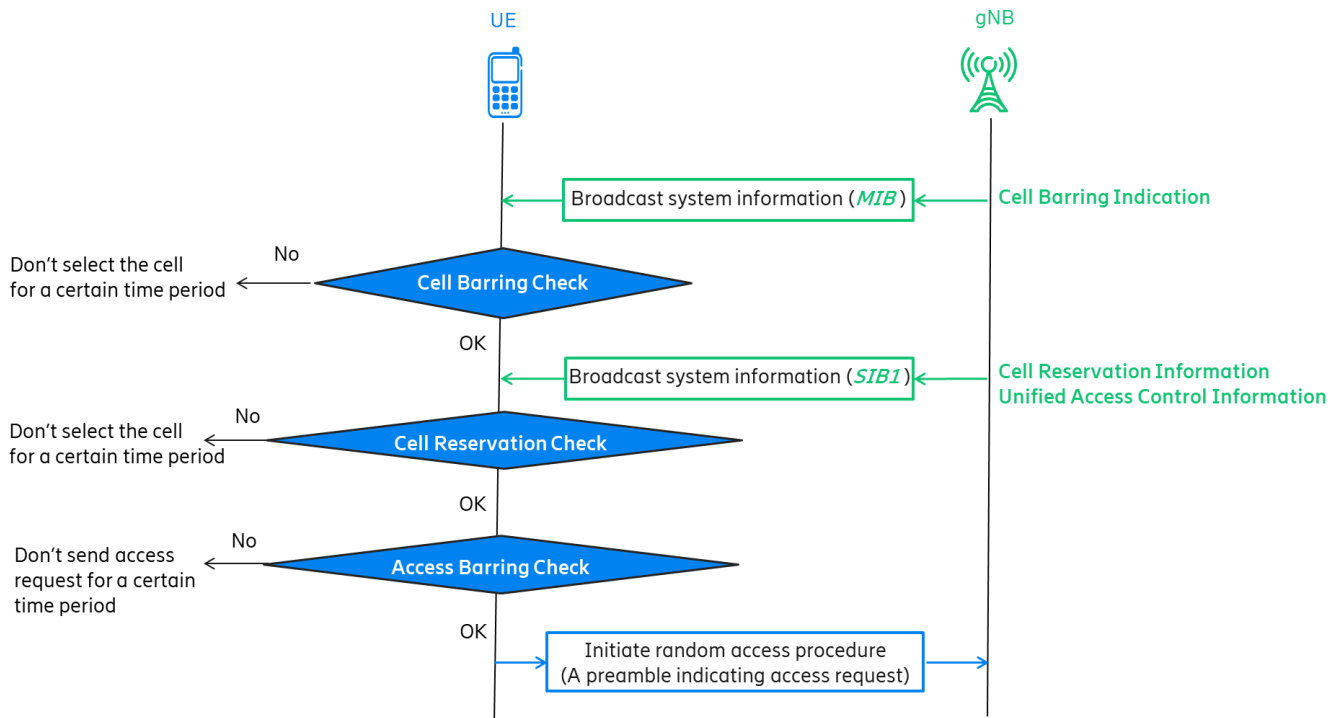 UE
gNB
Broadcast system information (MIB )
Cell Barring Indication
No
Don't select the cell
for a certain time period
Cell Barring Check
OK
Broadcast system information (SIB1)
Cell Reservation Information
Unified Access Control Information
No
Don't select the cell
for a certain time period
Cell Reservation Check
OK
No
Don't send access
request for a certain
time period
Access Barring Check
OK
Initiate random access procedure
(A preamble indicating access request)